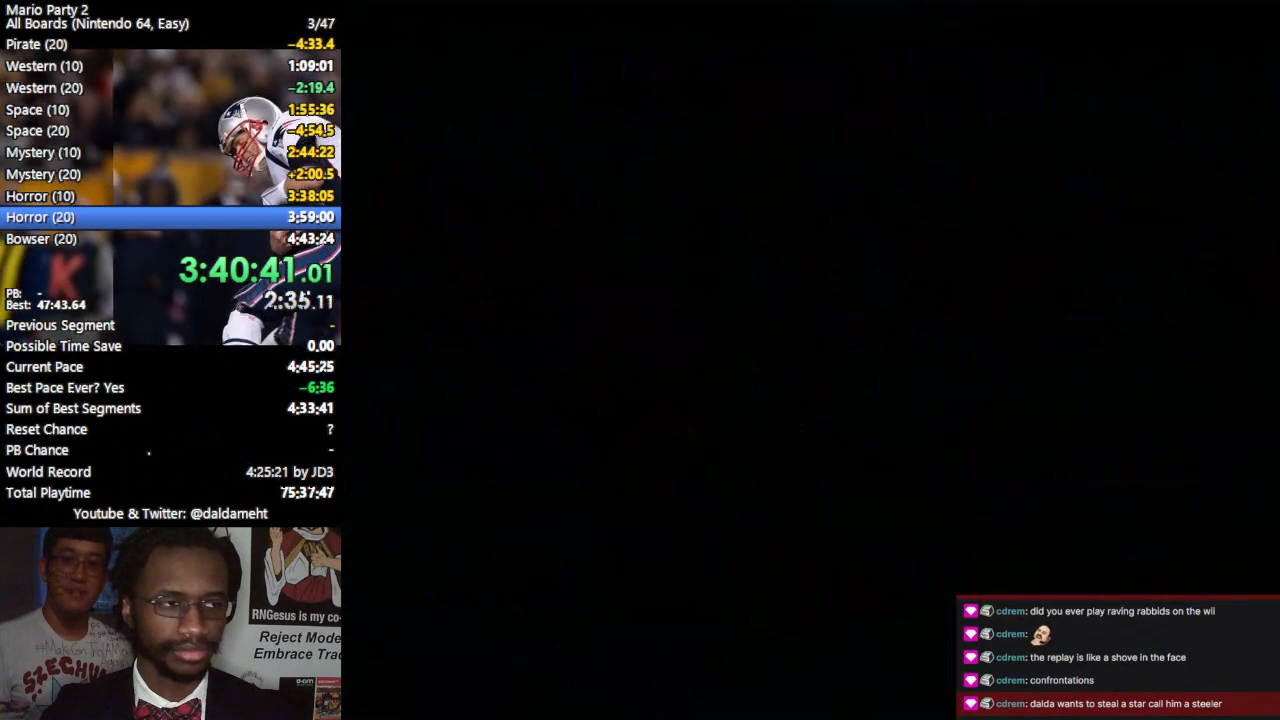 Mario Party 2
All Boards (Nintendo 64, Easy) 3/47
Pirate (20) −4:33.4
Western (10) 1:09:01
Western (20) −2:19.4
Space (10) 1:55:36
Space (20) −4:54.5
Mystery (10) 2:44:22
Mystery (20) +2:00.5
Horror (10) 3:38:05
Horror (20) 3:59:00
Bowser (20) 4:43:24
K
3:40:41.01
PB: -
Best: 47:43.64
2:35.11
Previous Segment -
Possible Time Save 0.00
Current Pace 4:45:25
Best Pace Ever? Yes −6:36
Sum of Best Segments 4:33:41
Reset Chance ?
PB Chance -
World Record 4:25:21 by JD3
Total Playtime 75:37:47
Youtube & Twitter: @daldameht
RNGesus is my co-
Reject Mode
Embrace Tra
cdrem: did you ever play raving rabbids on the wii
cdrem:
cdrem: the replay is like a shove in the face
cdrem: confrontations
cdrem: dalda wants to steal a star call him a steeler